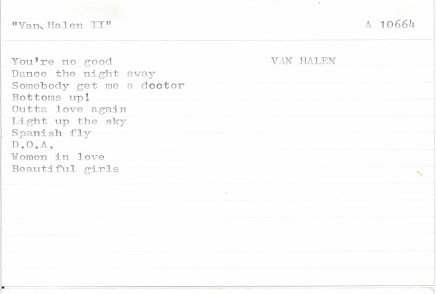 "Van Halen II" A 10664
You're no good VAN HALEN
Dance the night away
Somebody get me a doctor
Bottoms up!
Outta love again
Light up the sky
Spanish fly
D.O.A.
Women in love
Beautiful girls